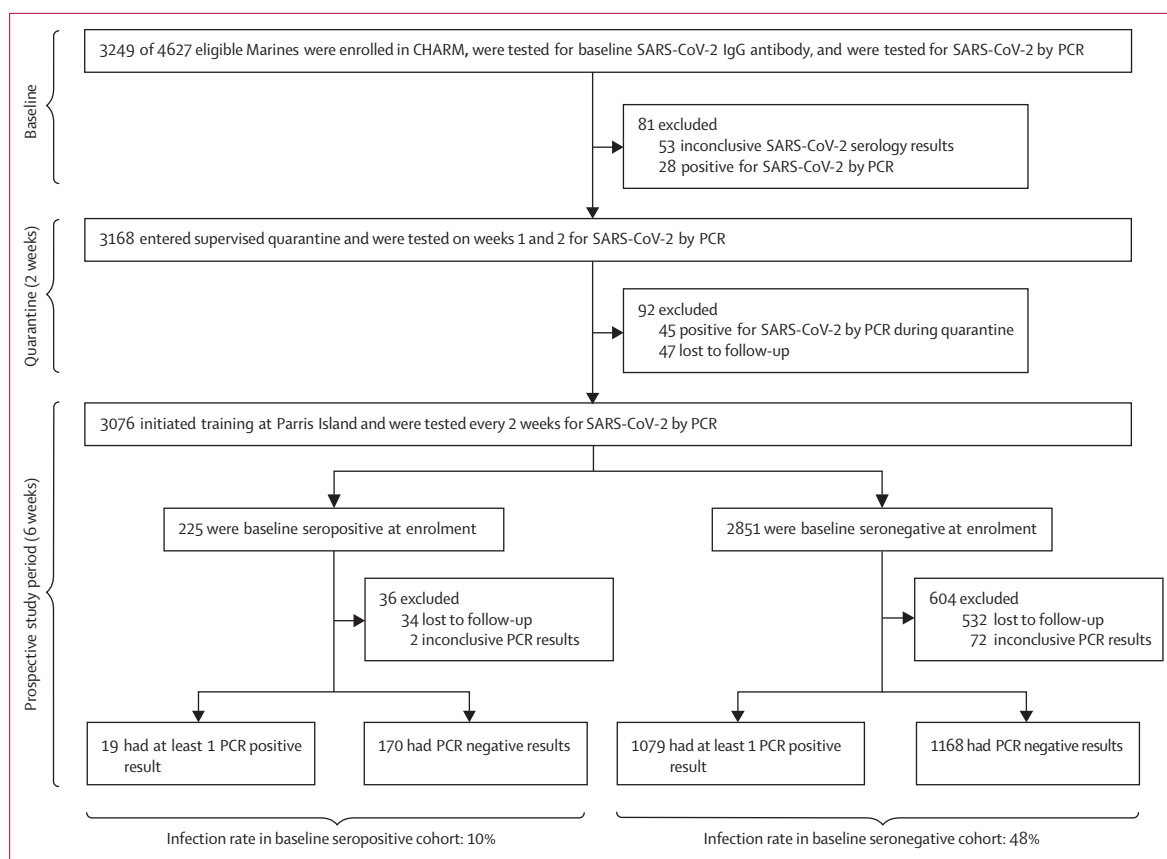 Baseline
3249 of 4627 eligible Marines were enrolled in CHARM, were tested for baseline SARS-CoV-2 IgG antibody, and were tested for SARS-CoV-2 by PCR
81 excluded
53 inconclusive SARS-CoV-2 serology results
28 positive for SARS-CoV-2 by PCR
Quarantine (2 weeks)
3168 entered supervised quarantine and were tested on weeks 1 and 2 for SARS-CoV-2 by PCR
92 excluded
45 positive for SARS-CoV-2 by PCR during quarantine
47 lost to follow-up
Prospective study period (6 weeks)
3076 initiated training at Parris Island and were tested every 2 weeks for SARS-CoV-2 by PCR
225 were baseline seropositive at enrolment
2851 were baseline seronegative at enrolment
36 excluded
34 lost to follow-up
2 inconclusive PCR results
604 excluded
532 lost to follow-up
72 inconclusive PCR results
19 had at least 1 PCR positive
result
170 had PCR negative results
1079 had at least 1 PCR positive
result
1168 had PCR negative results
Infection rate in baseline seropositive cohort: 10%
Infection rate in baseline seronegative cohort: 48%